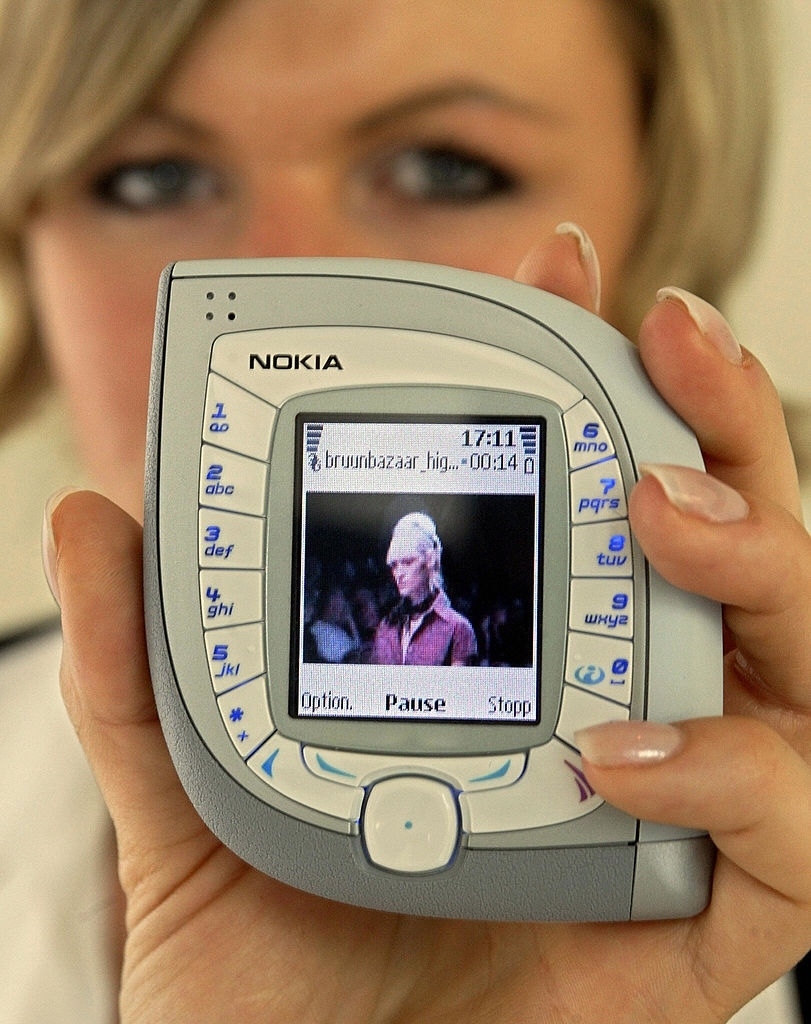 NOKIA
17:11
bruunbazaar_hig...•00:14
Option. Pause Stopp
1
2 abc
3 def
4 ghi
5 jkl
* +
6 mno
7 pqrs
8 tuv
9 wxyz
0